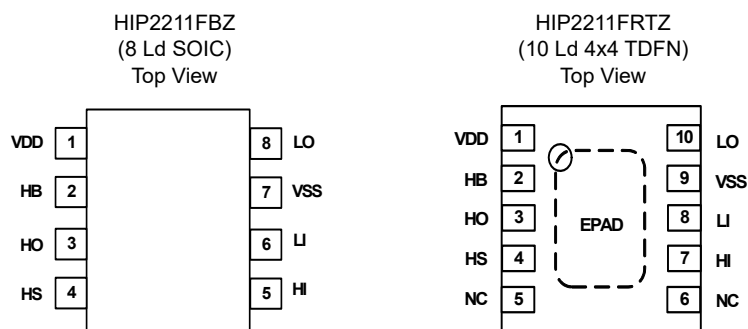 HIP2211FBZ
(8 Ld SOIC)
Top View
VDD 1 8 LO
HB 2 7 VSS
HO 3 6 LI
HS 4 5 HI
HIP2211FRTZ
(10 Ld 4x4 TDFN)
Top View
VDD 1 10 LO
HB 2 9 VSS
HO 3 EPAD 8 LI
HS 4 7 HI
NC 5 6 NC